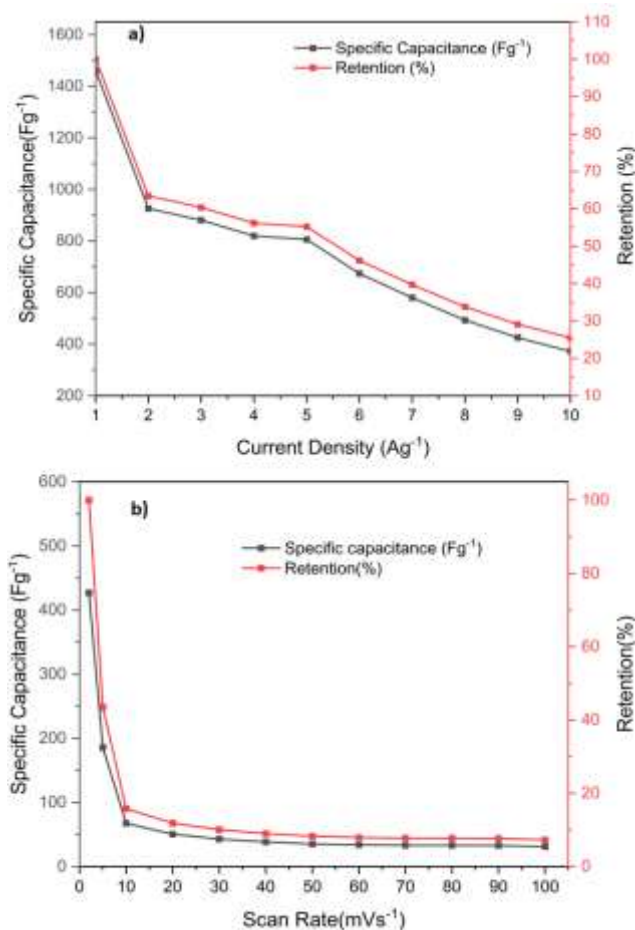 a)
Specific Capacitance (Fg⁻¹)
Retention (%)
1600
1400
1200
1000
800
600
400
200
Specific Capacitance(Fg⁻¹)
110
100
90
80
70
60
50
40
30
20
10
Retention (%)
1 2 3 4 5 6 7 8 9 10
Current Density (Ag⁻¹)
b)
Specific capacitance (Fg⁻¹)
Retention(%)
600
500
400
300
200
100
0
Specific Capacitance (Fg⁻¹)
100
80
60
40
20
0
Retention(%)
0 10 20 30 40 50 60 70 80 90 100
Scan Rate(mVs⁻¹)